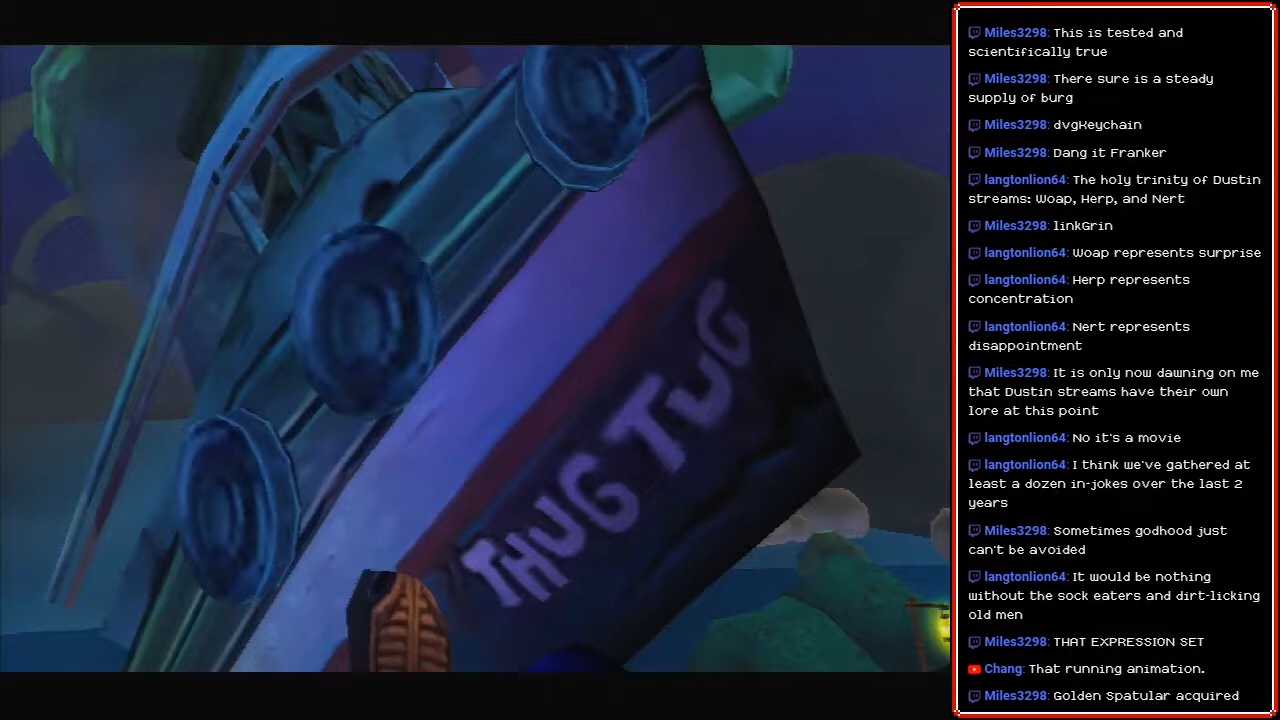 THUG TUG
Miles3298: This is tested and
scientifically true
Miles3298: There sure is a steady
supply of burg
Miles3298: dvgKeychain
Miles3298: Dang it Franker
langtonlion64: The holy trinity of Dustin
streams: Woap, Herp, and Nert
Miles3298: linkGrin
langtonlion64: Woap represents surprise
langtonlion64: Herp represents
concentration
langtonlion64: Nert represents
disappointment
Miles3298: It is only now dawning on me
that Dustin streams have their own
lore at this point
langtonlion64: No it's a movie
langtonlion64: I think we've gathered at
least a dozen in-jokes over the last 2
years
Miles3298: Sometimes godhood just
can't be avoided
langtonlion64: It would be nothing
without the sock eaters and dirt-licking
old men
Miles3298: THAT EXPRESSION SET
Chang: That running animation.
Miles3298: Golden Spatular acquired